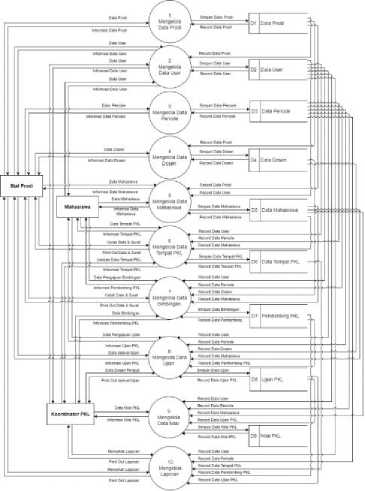 Data Prodi
Informasi Data Prodi
1
Mengelola
Data Prodi
Simpan Data Prodi
Record Data Prodi
D1 Data Prodi
Data User
Informasi Data User
Data User
Informasi Data User
Data User
Informasi Data User
2
Mengelola
Data User
Record Data Prodi
Simpan Data User
Record Data User
D2 Data User
Data Periode
Informasi Data Periode
3
Mengelola
Data Periode
Simpan Data Periode
Record Data Periode
D3 Data Periode
Data Dosen
Informasi Data Dosen
4
Mengelola Data
Dosen
Record Data Prodi
Simpan Data Dosen
Record Data Dosen
D4 Data Dosen
Staf Prodi
Mahasiswa
Data Mahasiswa
Informasi Data Mahasiswa
Data Mahasiswa
Informasi Data
Mahasiswa
5
Mengelola Data
Mahasiswa
Record Data Prodi
Record Data User
Simpan Data Mahasiswa
Record Data Mahasiswa
D5 Data Mahasiswa
Data Tempat PKL
Informasi Tempat PKL
Cetak Data & Surat
Print Out Data & Surat
Informasi Tempat PKL
6
Mengelola Data
Tempat PKL
Record Data User
Record Data Periode
Record Data Mahasiswa
Simpan Data Tempat PKL
Record Data Tempat PKL
D6 Data Tempat PKL
Data Pengajuan Bimbingan
Informasi Pembimbing PKL
Cetak Data & Surat
Print Out Data & Surat
Data Bimbingan
Informasi Pembimbing PKL
7
Mengelola Data
Bimbingan
Record Data User
Record Data Periode
Record Data Dosen
Record Data Mahasiswa
Simpan Data Bimbingan
Record Data Pembimbing
D7 Pembimbing PKL
Data Pengajuan Ujian
Informasi Ujian PKL
Data Jadwal Ujian
Informasi Ujian PKL
Data Dosen Penguji
Print Out Jadwal Ujian
8
Mengelola Data
Ujian
Record Data User
Record Data Periode
Record Data Dosen
Record Data Mahasiswa
Record Data Tempat PKL
Record Data Pembimbing PKL
Simpan Data Ujian
Record Data Ujian PKL
D8 Ujian PKL
Koordinator PKL
Data Nilai PKL
Informasi Nilai PKL
9
Mengelola
Data Nilai
Record Data User
Record Data Periode
Record Data Mahasiswa
Record Data Ujian PKL
Simpan Data Nilai PKL
Record Data Nilai PKL
D9 Nilai PKL
Mencetak Laporan
Print Out Laporan
Mencetak Laporan
Print Out Laporan
10
Mengelola
Laporan
Record Data User
Record Data Periode
Record Data Tempat PKL
Record Data Pembimbing PKL
Record Data Ujian PKL